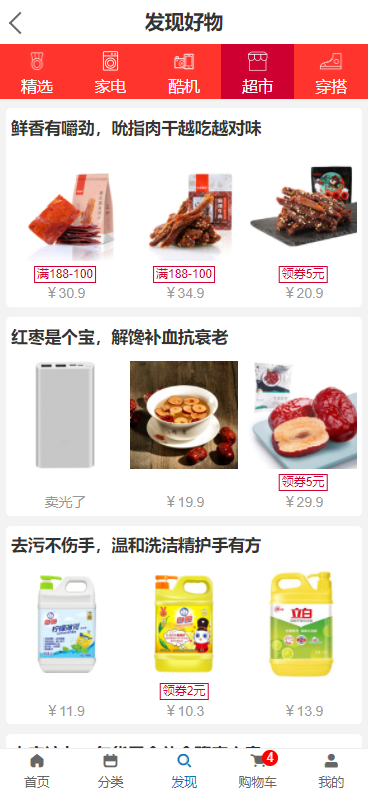 发现好物
精选
家电
酷机
超市
穿搭
鲜香有嚼劲，吮指肉干越吃越对味
满188-100
满188-100
领券5元
￥30.9
￥34.9
￥20.9
红枣是个宝，解馋补血抗衰老
领券5元
卖光了
￥19.9
￥29.9
去污不伤手，温和洗洁精护手有方
立白
领券2元
￥11.9
￥10.3
￥13.9
4
首页
分类
发现
购物车
我的